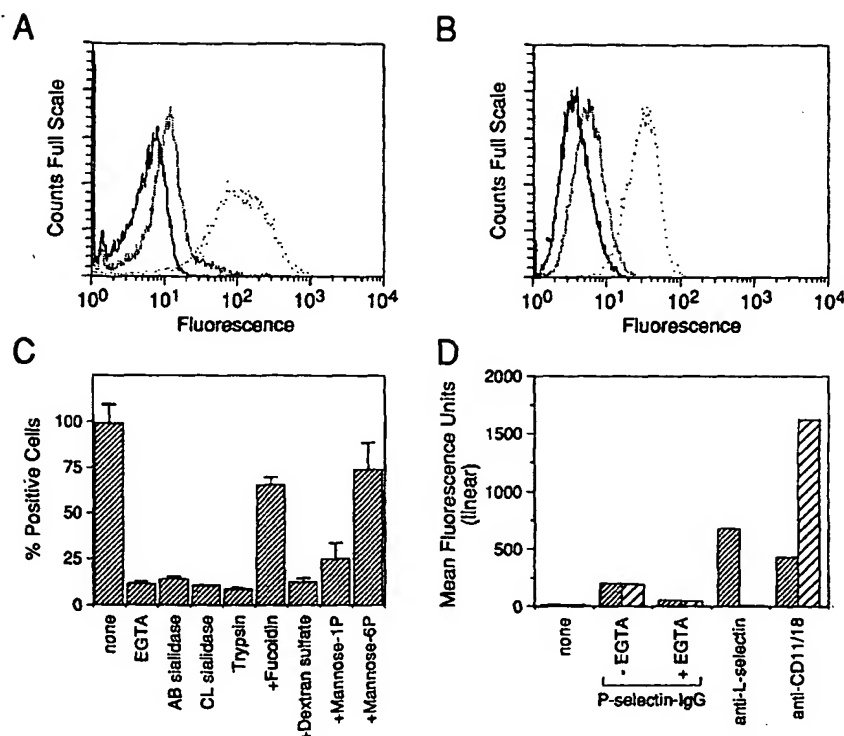 A
Counts Full Scale
10⁰ 10¹ 10² 10³ 10⁴
Fluorescence
B
Counts Full Scale
10⁰ 10¹ 10² 10³ 10⁴
Fluorescence
C
% Positive Cells
100
75
50
25
0
none
EGTA
AB sialidase
CL sialidase
Trypsin
+Fucoidin
+Dextran sulfate
+Mannose-1P
+Mannose-6P
D
Mean Fluorescence Units
(linear)
2000
1500
1000
500
0
none
- EGTA
+ EGTA
P-selectin-IgG
anti-L-selectin
anti-CD11/18